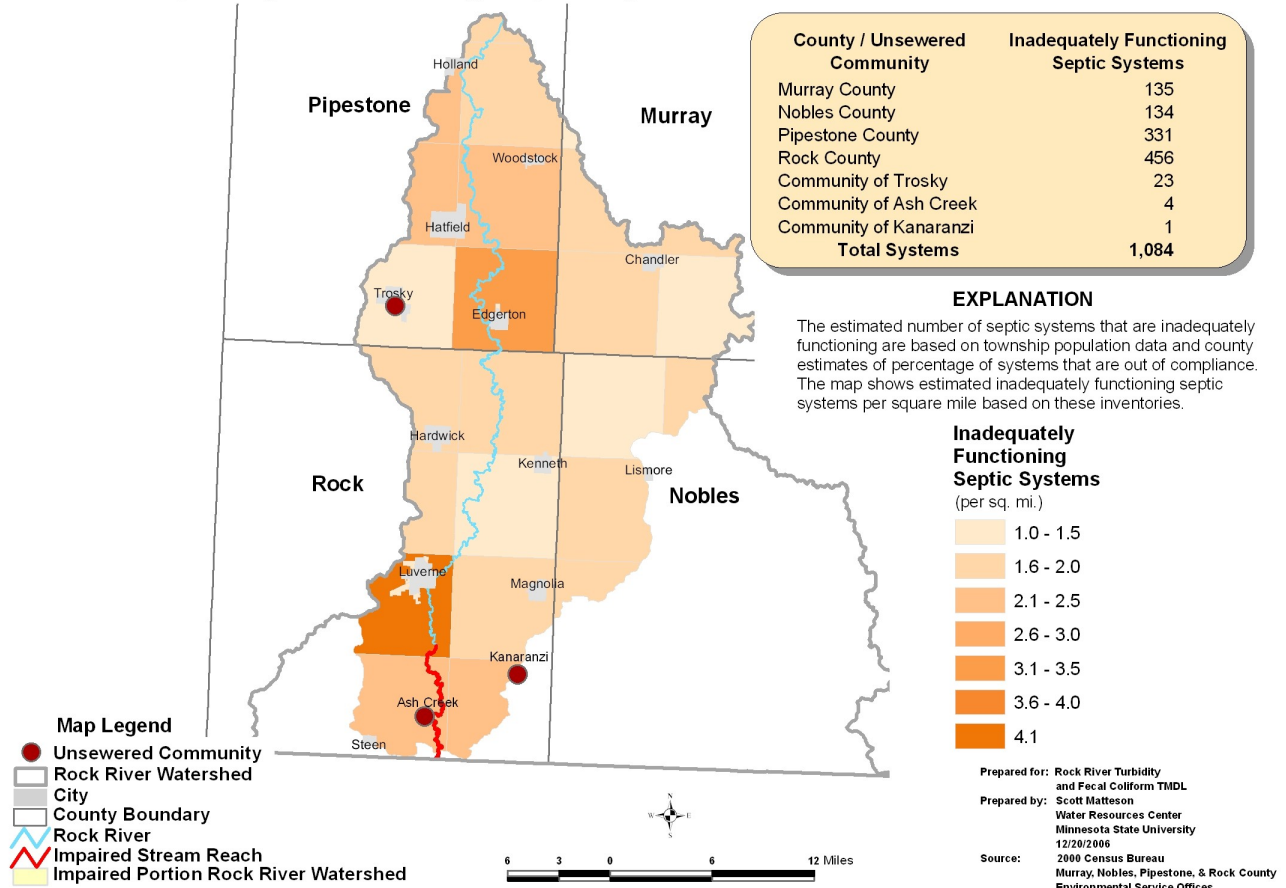 County / Unsewered Community Inadequately Functioning Septic Systems
Murray County 135
Nobles County 134
Pipestone County 331
Rock County 456
Community of Trosky 23
Community of Ash Creek 4
Community of Kanaranzi 1
Total Systems 1,084
EXPLANATION
The estimated number of septic systems that are inadequately
functioning are based on township population data and county
estimates of percentage of systems that are out of compliance.
The map shows estimated inadequately functioning septic
systems per square mile based on these inventories.
Inadequately
Functioning
Septic Systems
(per sq. mi.)
1.0 - 1.5
1.6 - 2.0
2.1 - 2.5
2.6 - 3.0
3.1 - 3.5
3.6 - 4.0
4.1
Holland
Pipestone
Murray
Woodstock
Hatfield
Chandler
Trosky
Edgerton
Hardwick
Kenneth
Lismore
Rock
Nobles
Luverne
Magnolia
Kanaranzi
Ash Creek
Steen
Map Legend
Unsewered Community
Rock River Watershed
City
County Boundary
Rock River
Impaired Stream Reach
Impaired Portion Rock River Watershed
N
W E
S
6 3 0 6 12 Miles
Prepared for: Rock River Turbidity
and Fecal Coliform TMDL
Prepared by: Scott Matteson
Water Resources Center
Minnesota State University
12/20/2006
Source: 2000 Census Bureau
Murray, Nobles, Pipestone, & Rock County
Environmental Service Offices